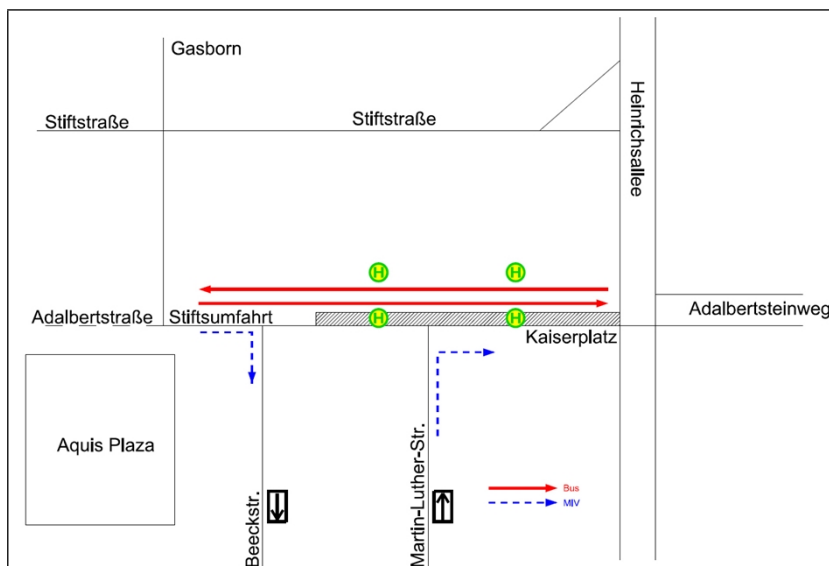 Gasborn
Stiftstraße
Stiftstraße
Heinrichsallee
H
H
Adalbertstraße
Stiftsumfahrt
H
H
Adalbertsteinweg
Kaiserplatz
Aquis Plaza
Beeckstr.
Martin-Luther-Str.
Bus
MIV